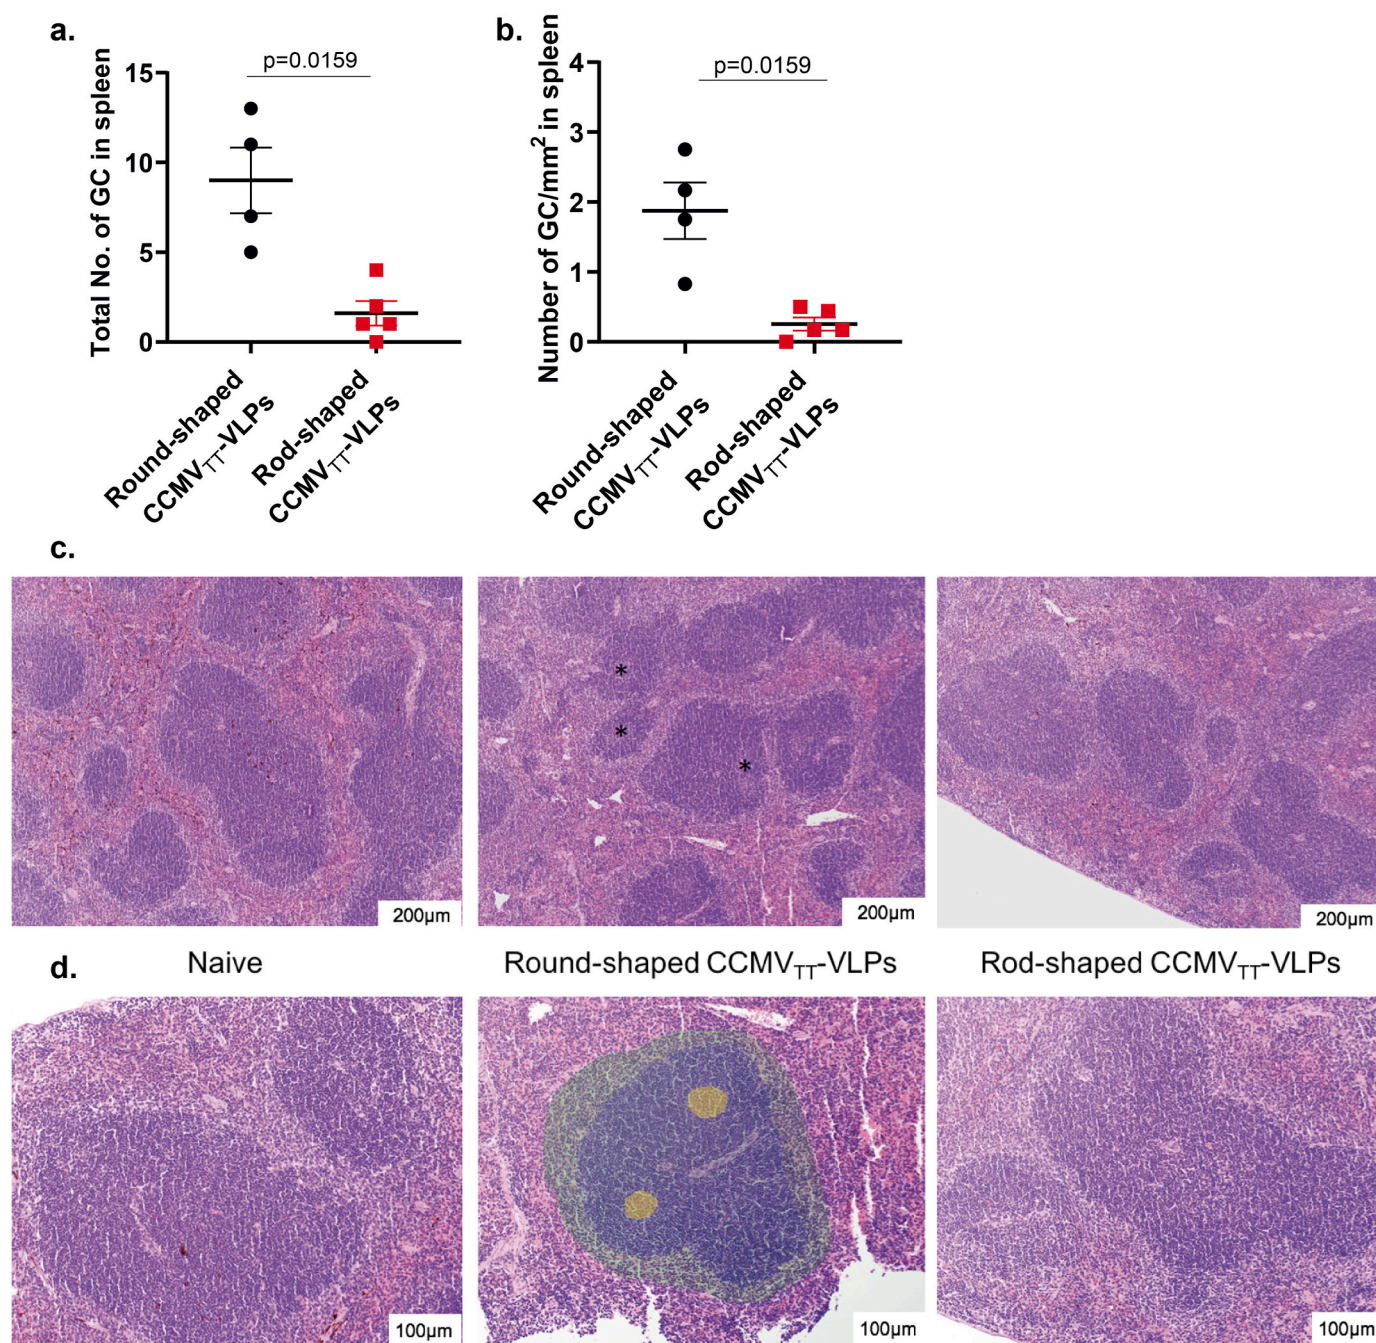 a.
Total No. of GC in spleen
p=0.0159
15
10
5
0
Round-shaped
CCMVTT-VLPs
Rod-shaped
CCMVTT-VLPs
b.
Number of GC/mm² in spleen
p=0.0159
4
3
2
1
0
Round-shaped
CCMVTT-VLPs
Rod-shaped
CCMVTT-VLPs
c.
*
*
*
200µm
200µm
200µm
d.
Naive
Round-shaped CCMVTT-VLPs
Rod-shaped CCMVTT-VLPs
100µm
100µm
100µm